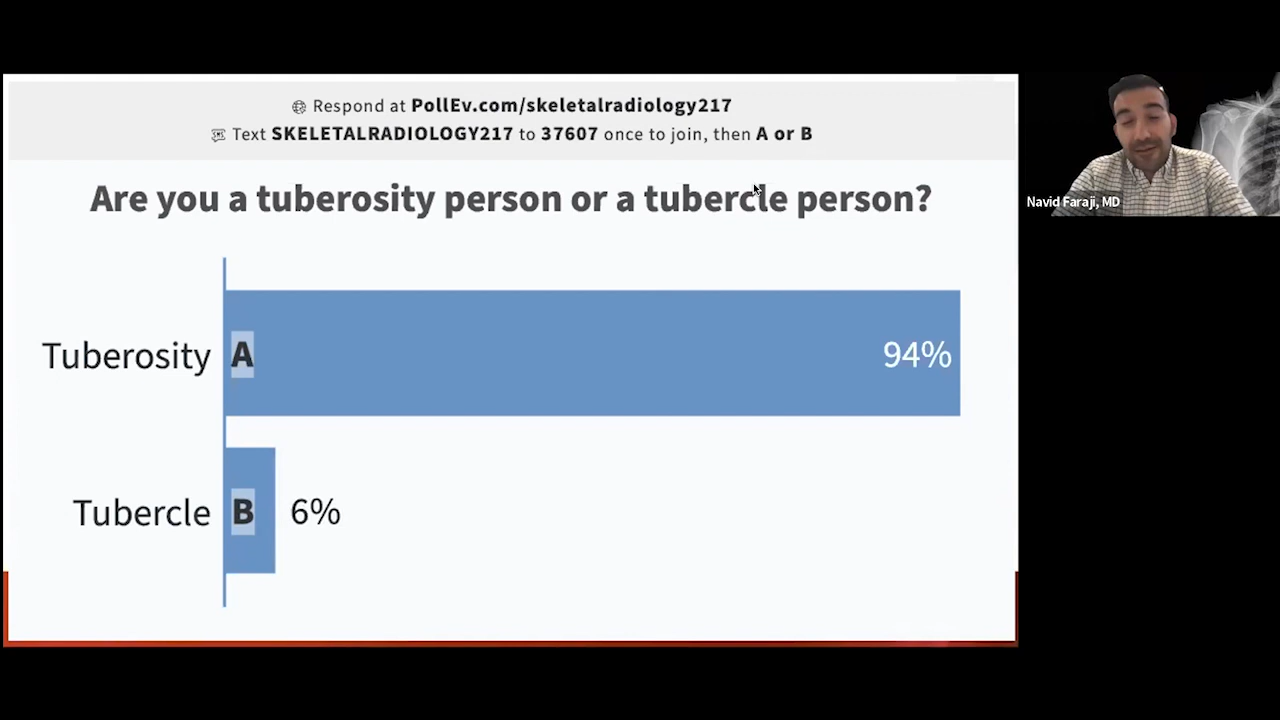 Respond at PollEv.com/skeletalradiology217
Text SKELETALRADIOLOGY217 to 37607 once to join, then A or B
Are you a tuberosity person or a tubercle person?
Tuberosity A 94%
Tubercle B 6%
Navid Faraji, MD